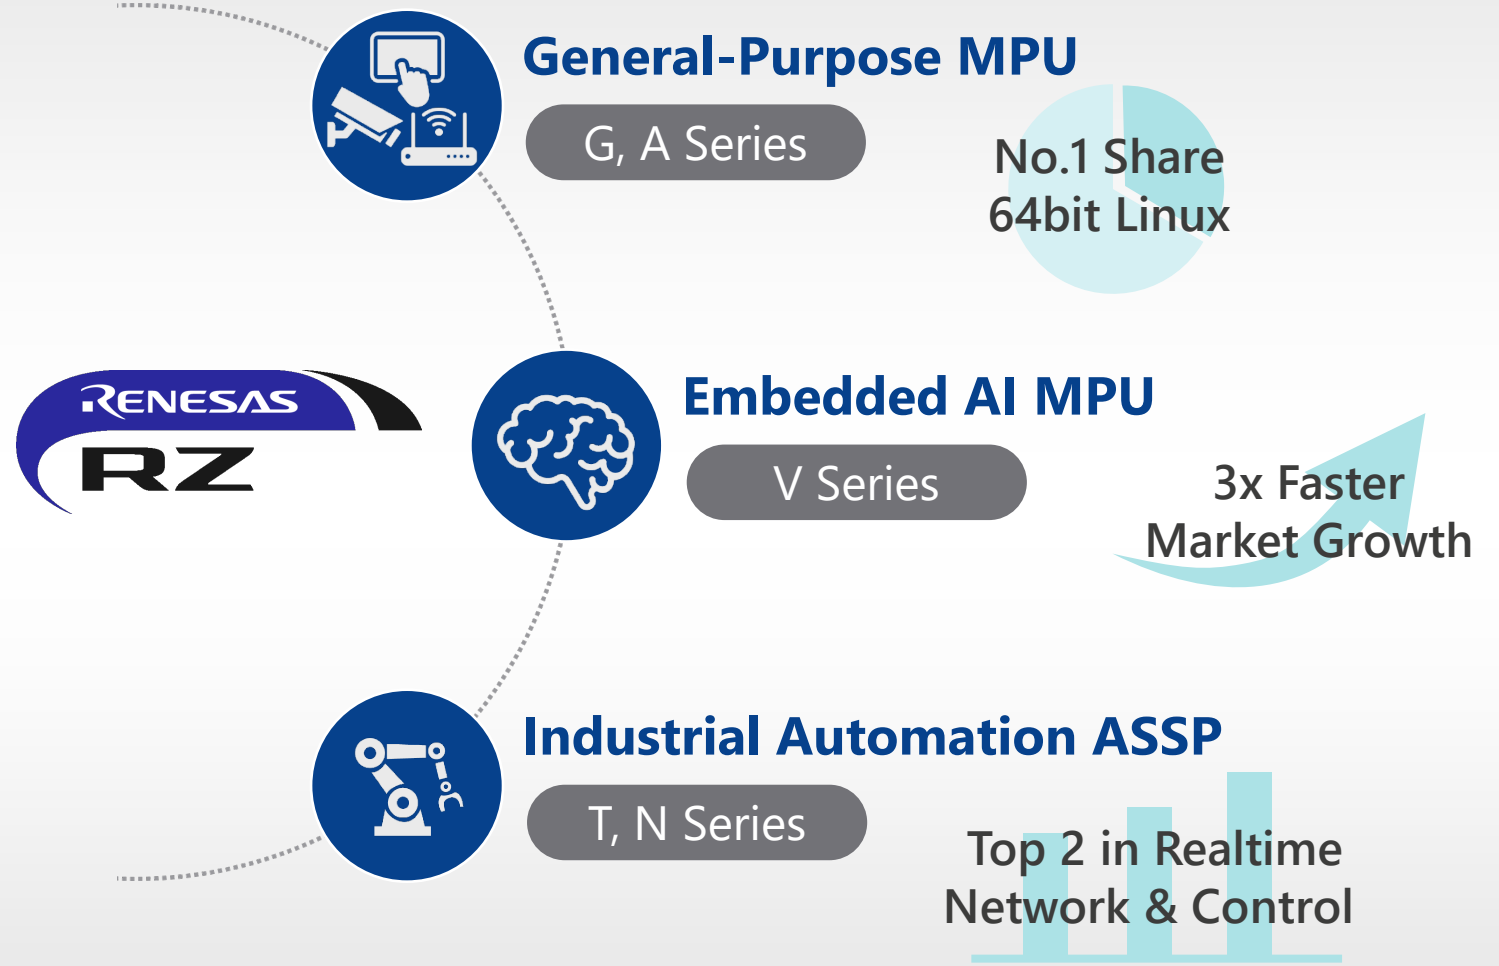 General-Purpose MPU
G, A Series
No.1 Share
64bit Linux
RENESAS
RZ
Embedded AI MPU
V Series
3x Faster
Market Growth
Industrial Automation ASSP
T, N Series
Top 2 in Realtime
Network & Control